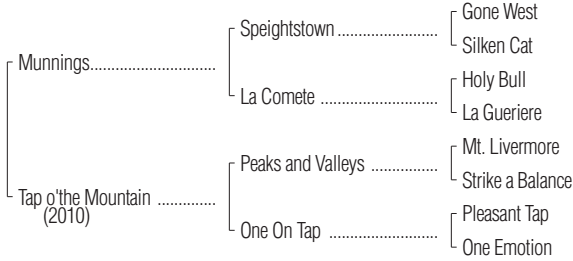 Gone West
Speightstown ......................
Silken Cat
Munnings...........................
Holy Bull
La Comete .........................
La Gueriere
Mt. Livermore
Peaks and Valleys ...............
Strike a Balance
Tap o'the Mountain .............
(2010)
Pleasant Tap
One On Tap .......................
One Emotion